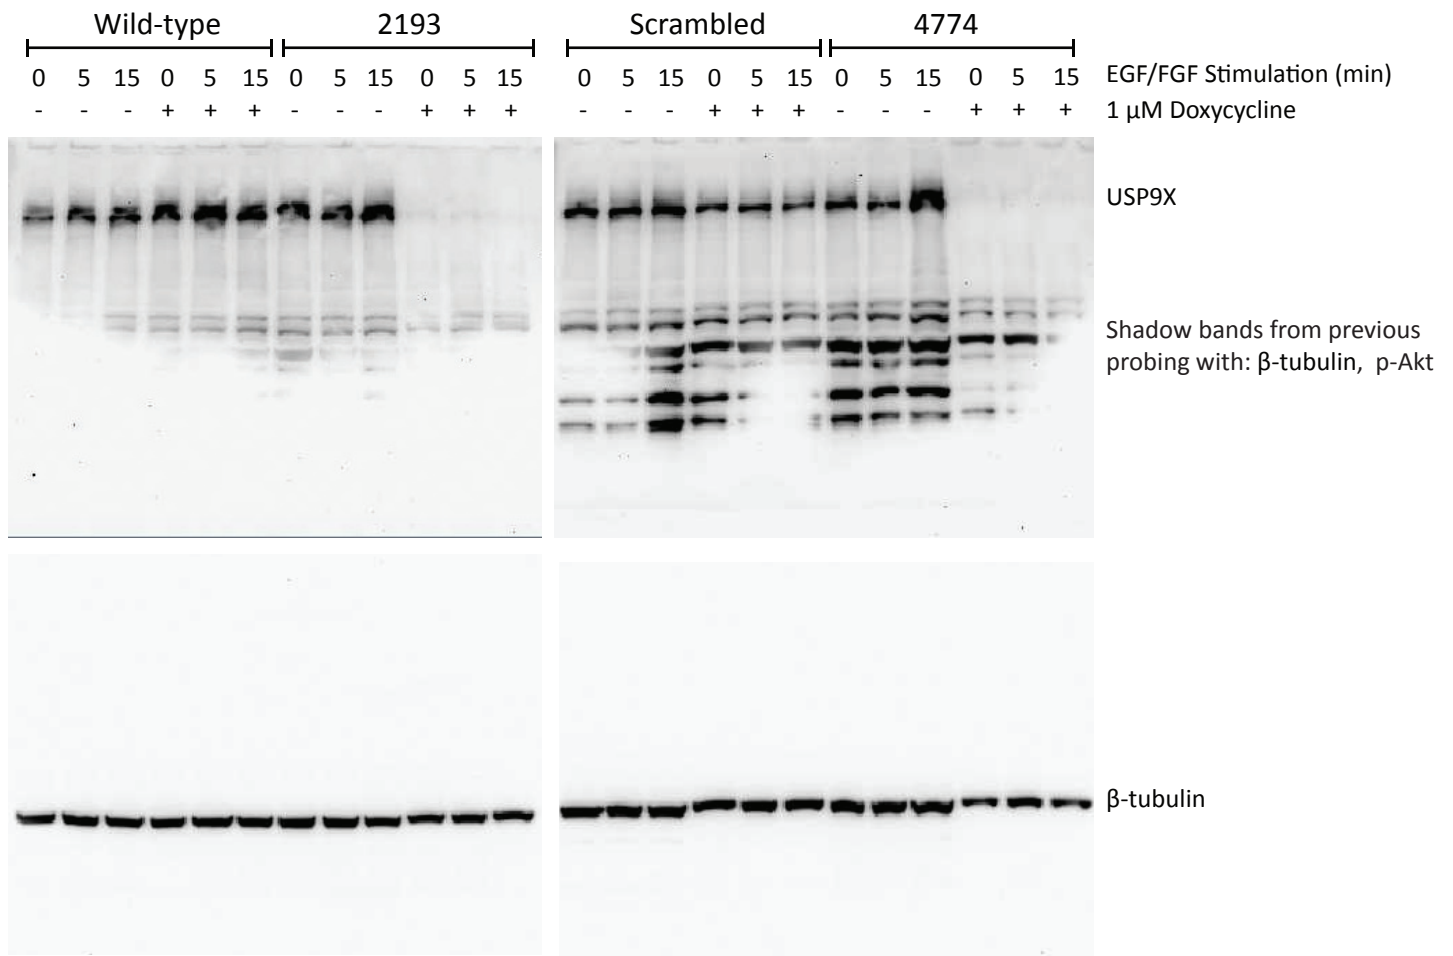 Wild-type 2193 Scrambled 4774
0 5 15 0 5 15 0 5 15 0 5 15 0 5 15 0 5 15 0 5 15 0 5 15 EGF/FGF Stimulation (min)
- - - + + + - - - + + + - - - + + + - - - + + + 1 μM Doxycycline
USP9X
Shadow bands from previous
probing with: β-tubulin, p-Akt
β-tubulin